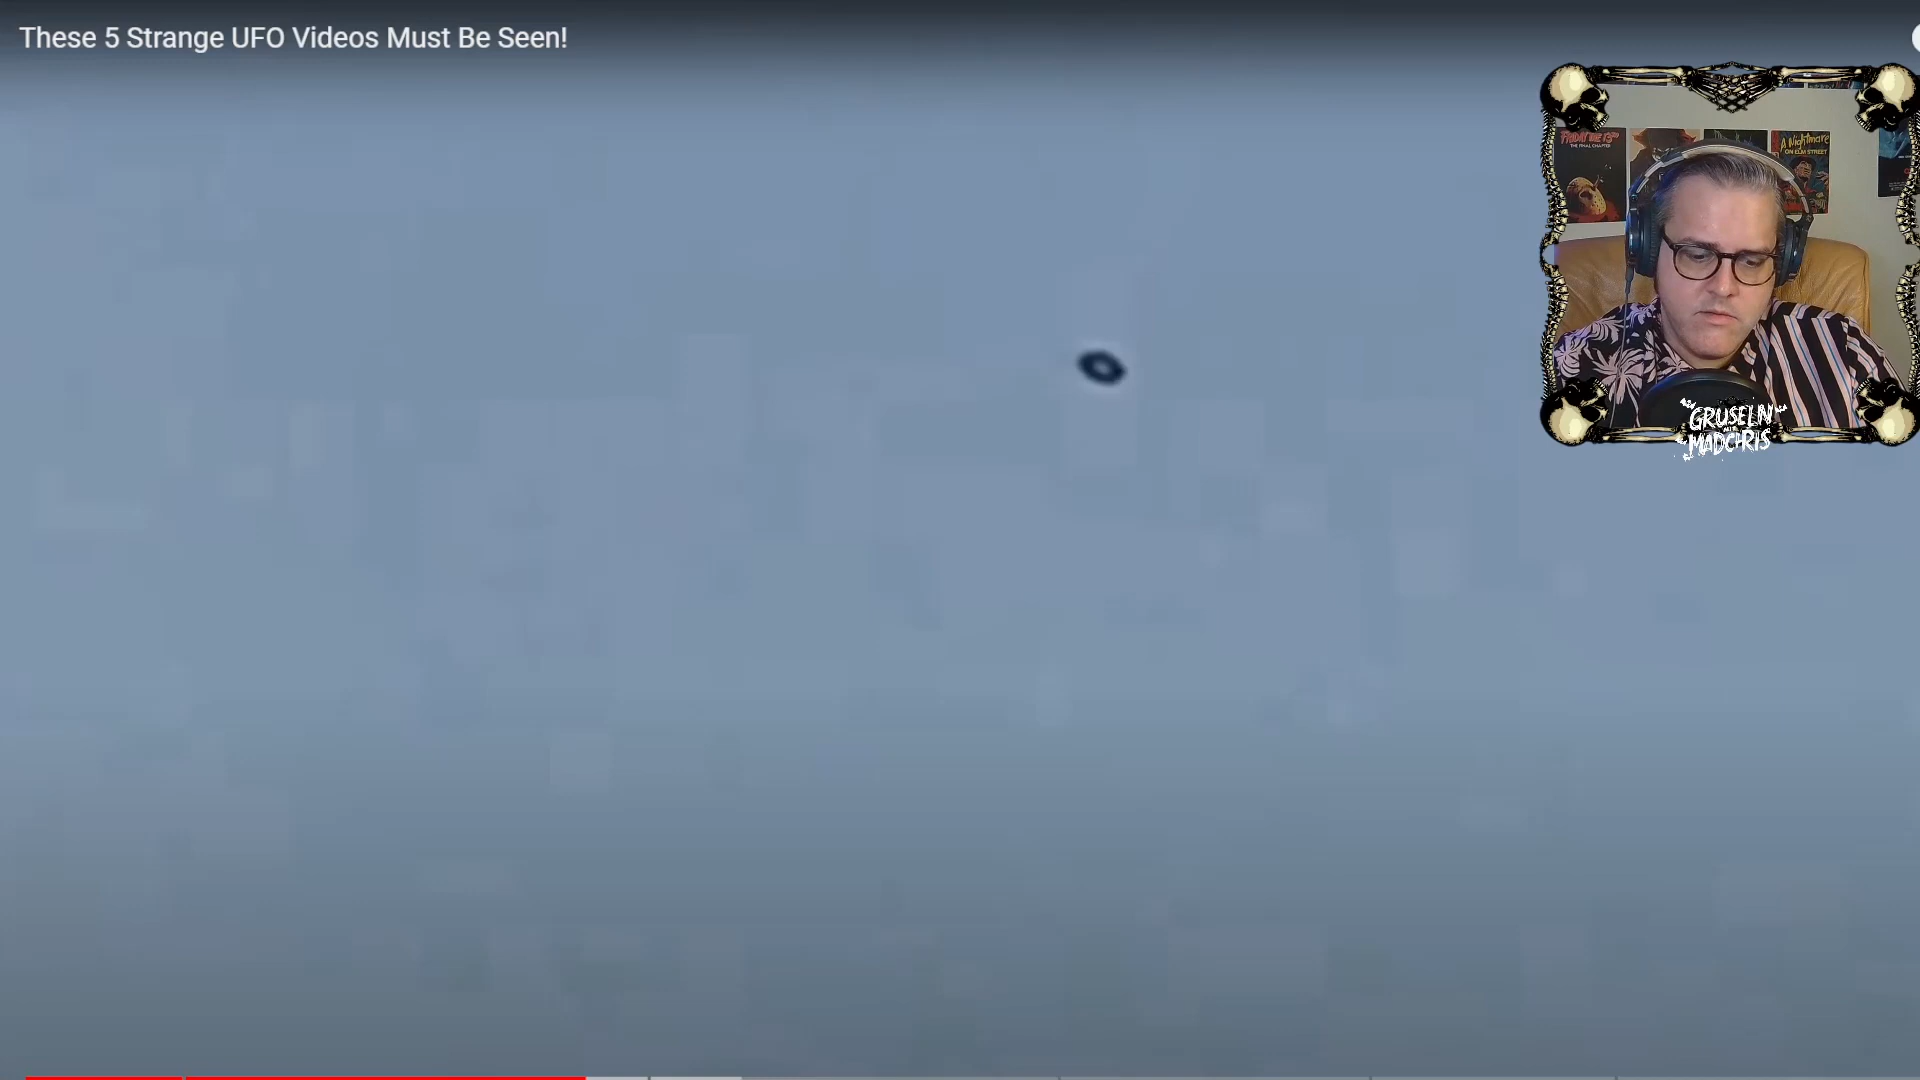 These 5 Strange UFO Videos Must Be Seen!
FRIDAY THE 13TH
THE FINAL CHAPTER
A Nightmare
ON ELM STREET
GRUSELN
MIT
MADCHRIS